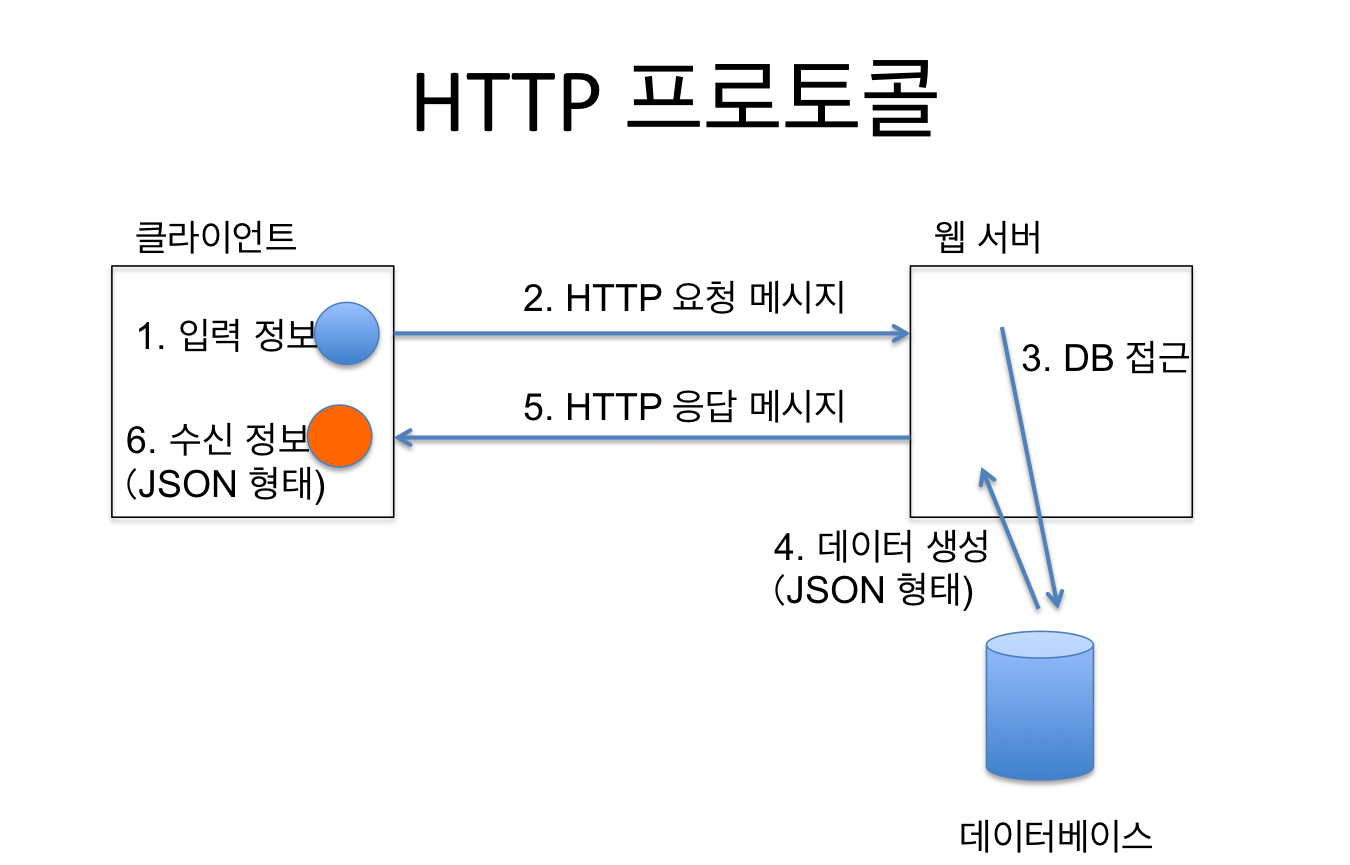 HTTP 프로토콜
클라이언트
웹 서버
1. 입력 정보
2. HTTP 요청 메시지
3. DB 접근
5. HTTP 응답 메시지
6. 수신 정보
(JSON 형태)
4. 데이터 생성
(JSON 형태)
데이터베이스